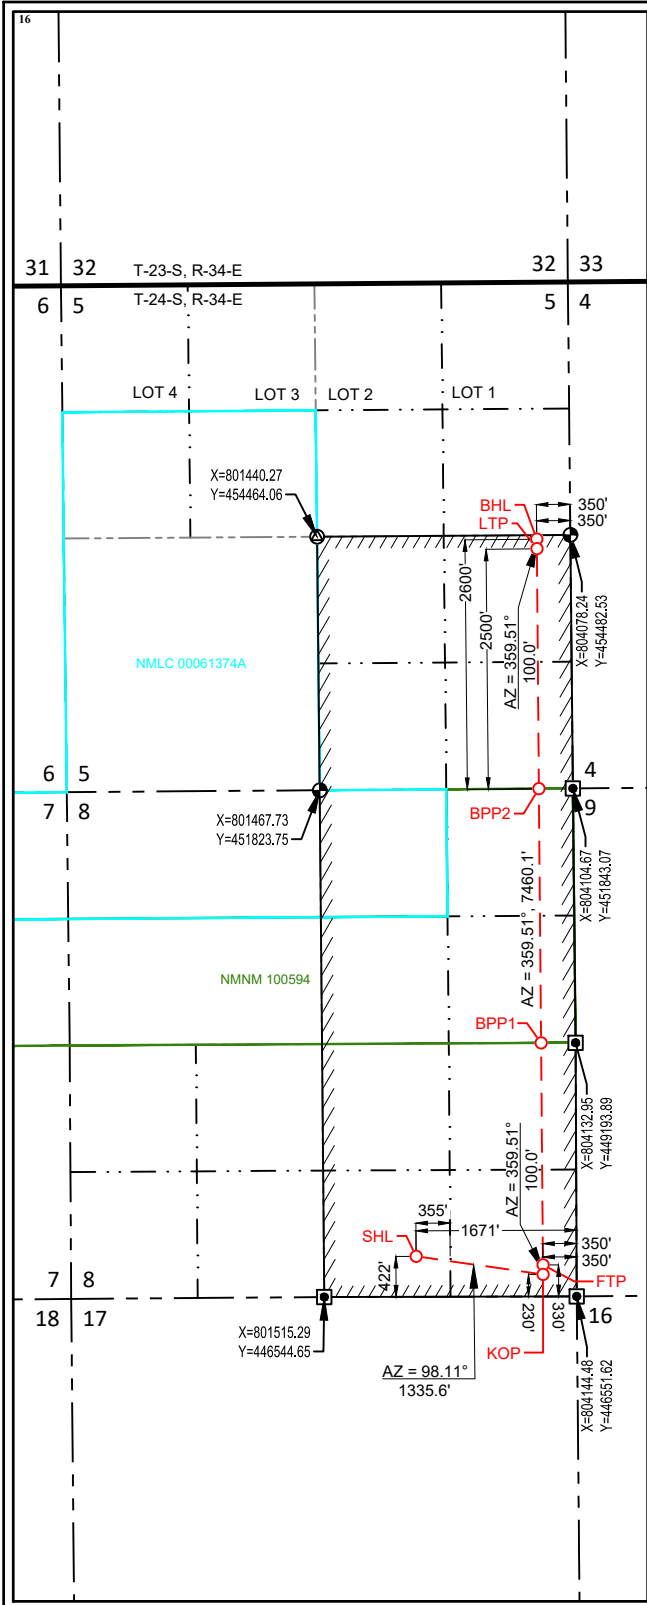 16
31 32
T-23-S, R-34-E
32 33
6 5
T-24-S, R-34-E
5 4
LOT 4
LOT 3
LOT 2
LOT 1
X=801440.27
Y=454464.06
BHL
LTP
350'
350'
2600'
2500'
AZ = 359.51°
100.0'
X=804078.24
Y=454482.53
NMLC 00061374A
6 5
7 8
4
9
X=801467.73
Y=451823.75
BPP2
X=804104.67
Y=451843.07
AZ = 359.51°, 7460.1'
NMNM 100594
BPP1
X=804132.95
Y=449193.89
AZ = 359.51°
100.0'
355'
1671'
SHL
350'
350'
422'
FTP
7 8
18 17
230'
330'
16
X=801515.29
Y=446544.65
KOP
AZ = 98.11°
1335.6'
X=804144.48
Y=446551.62